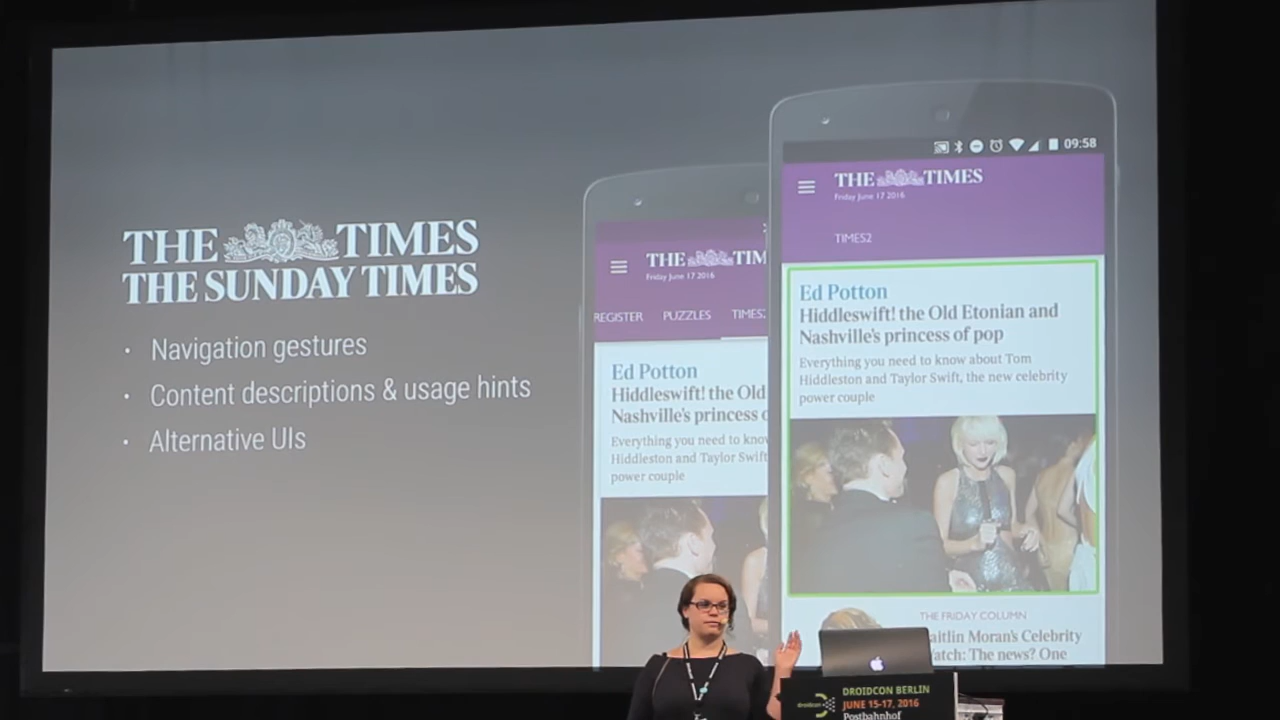 THE TIMES
THE SUNDAY TIMES
· Navigation gestures
· Content descriptions & usage hints
· Alternative UIs
THE TIM
Friday June 17 2016
REGISTER PUZZLES TIMES
Ed Potton
Hiddleswift! the Old
Nashville's princess
Everything you need to know
Hiddleston and Taylor Swift
power couple
09:58
THE TIMES
Friday June 17 2016
TIMES2
Ed Potton
Hiddleswift! the Old Etonian and
Nashville's princess of pop
Everything you need to know about Tom
Hiddleston and Taylor Swift, the new celebrity
power couple
THE FRIDAY COLUMN
aitlin Moran's Celebrity
atch: The news? One
droidcon
DROIDCON BERLIN
JUNE 15-17, 2016
Postbahnhof